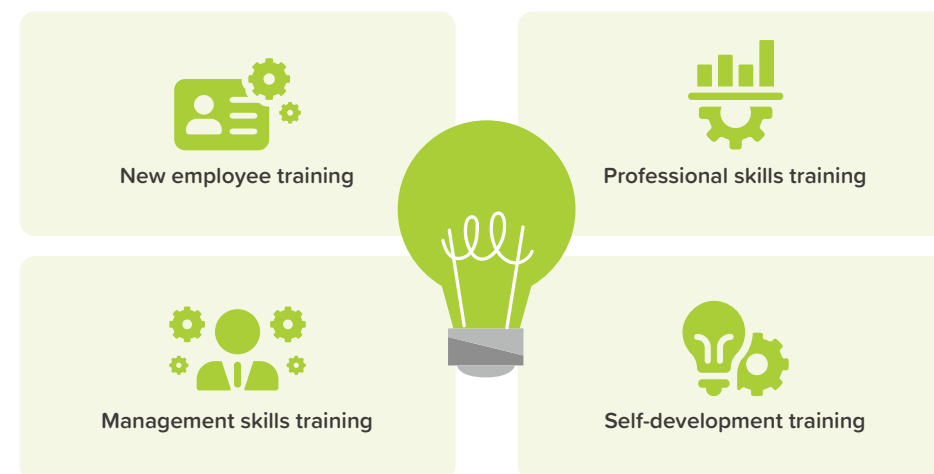 New employee training
Professional skills training
Management skills training
Self-development training